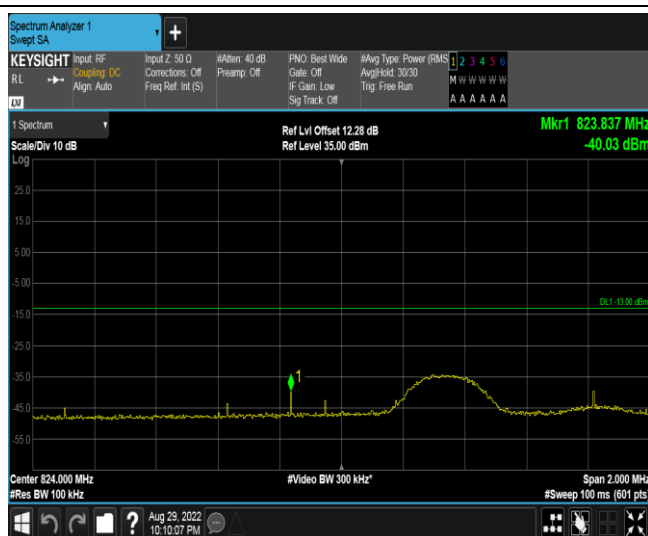 Spectrum Analyzer 1
Swept SA
+
KEYSIGHT
RL
LXI
Input: RF
Coupling: DC
Align: Auto
Input Z: 50 Ω
Corrections: Off
Freq Ref: Int (S)
#Atten: 40 dB
Preamp: Off
PNO: Best Wide
Gate: Off
IF Gain: Low
Sig Track: Off
#Avg Type: Power (RMS
Avg|Hold: 30/30
Trig: Free Run
1 2 3 4 5 6
M W W W W W
A A A A A A
1 Spectrum
Scale/Div 10 dB
Log
Ref Lvl Offset 12.28 dB
Ref Level 35.00 dBm
Mkr1 823.837 MHz
-40.03 dBm
25.0
15.0
5.00
-5.00
-15.0
-25.0
-35.0
-45.0
-55.0
DL1 -13.00 dBm
1
Center 824.000 MHz
#Res BW 100 kHz
#Video BW 300 kHz*
Span 2.000 MHz
#Sweep 100 ms (601 pts)
?
Aug 29, 2022
10:10:07 PM